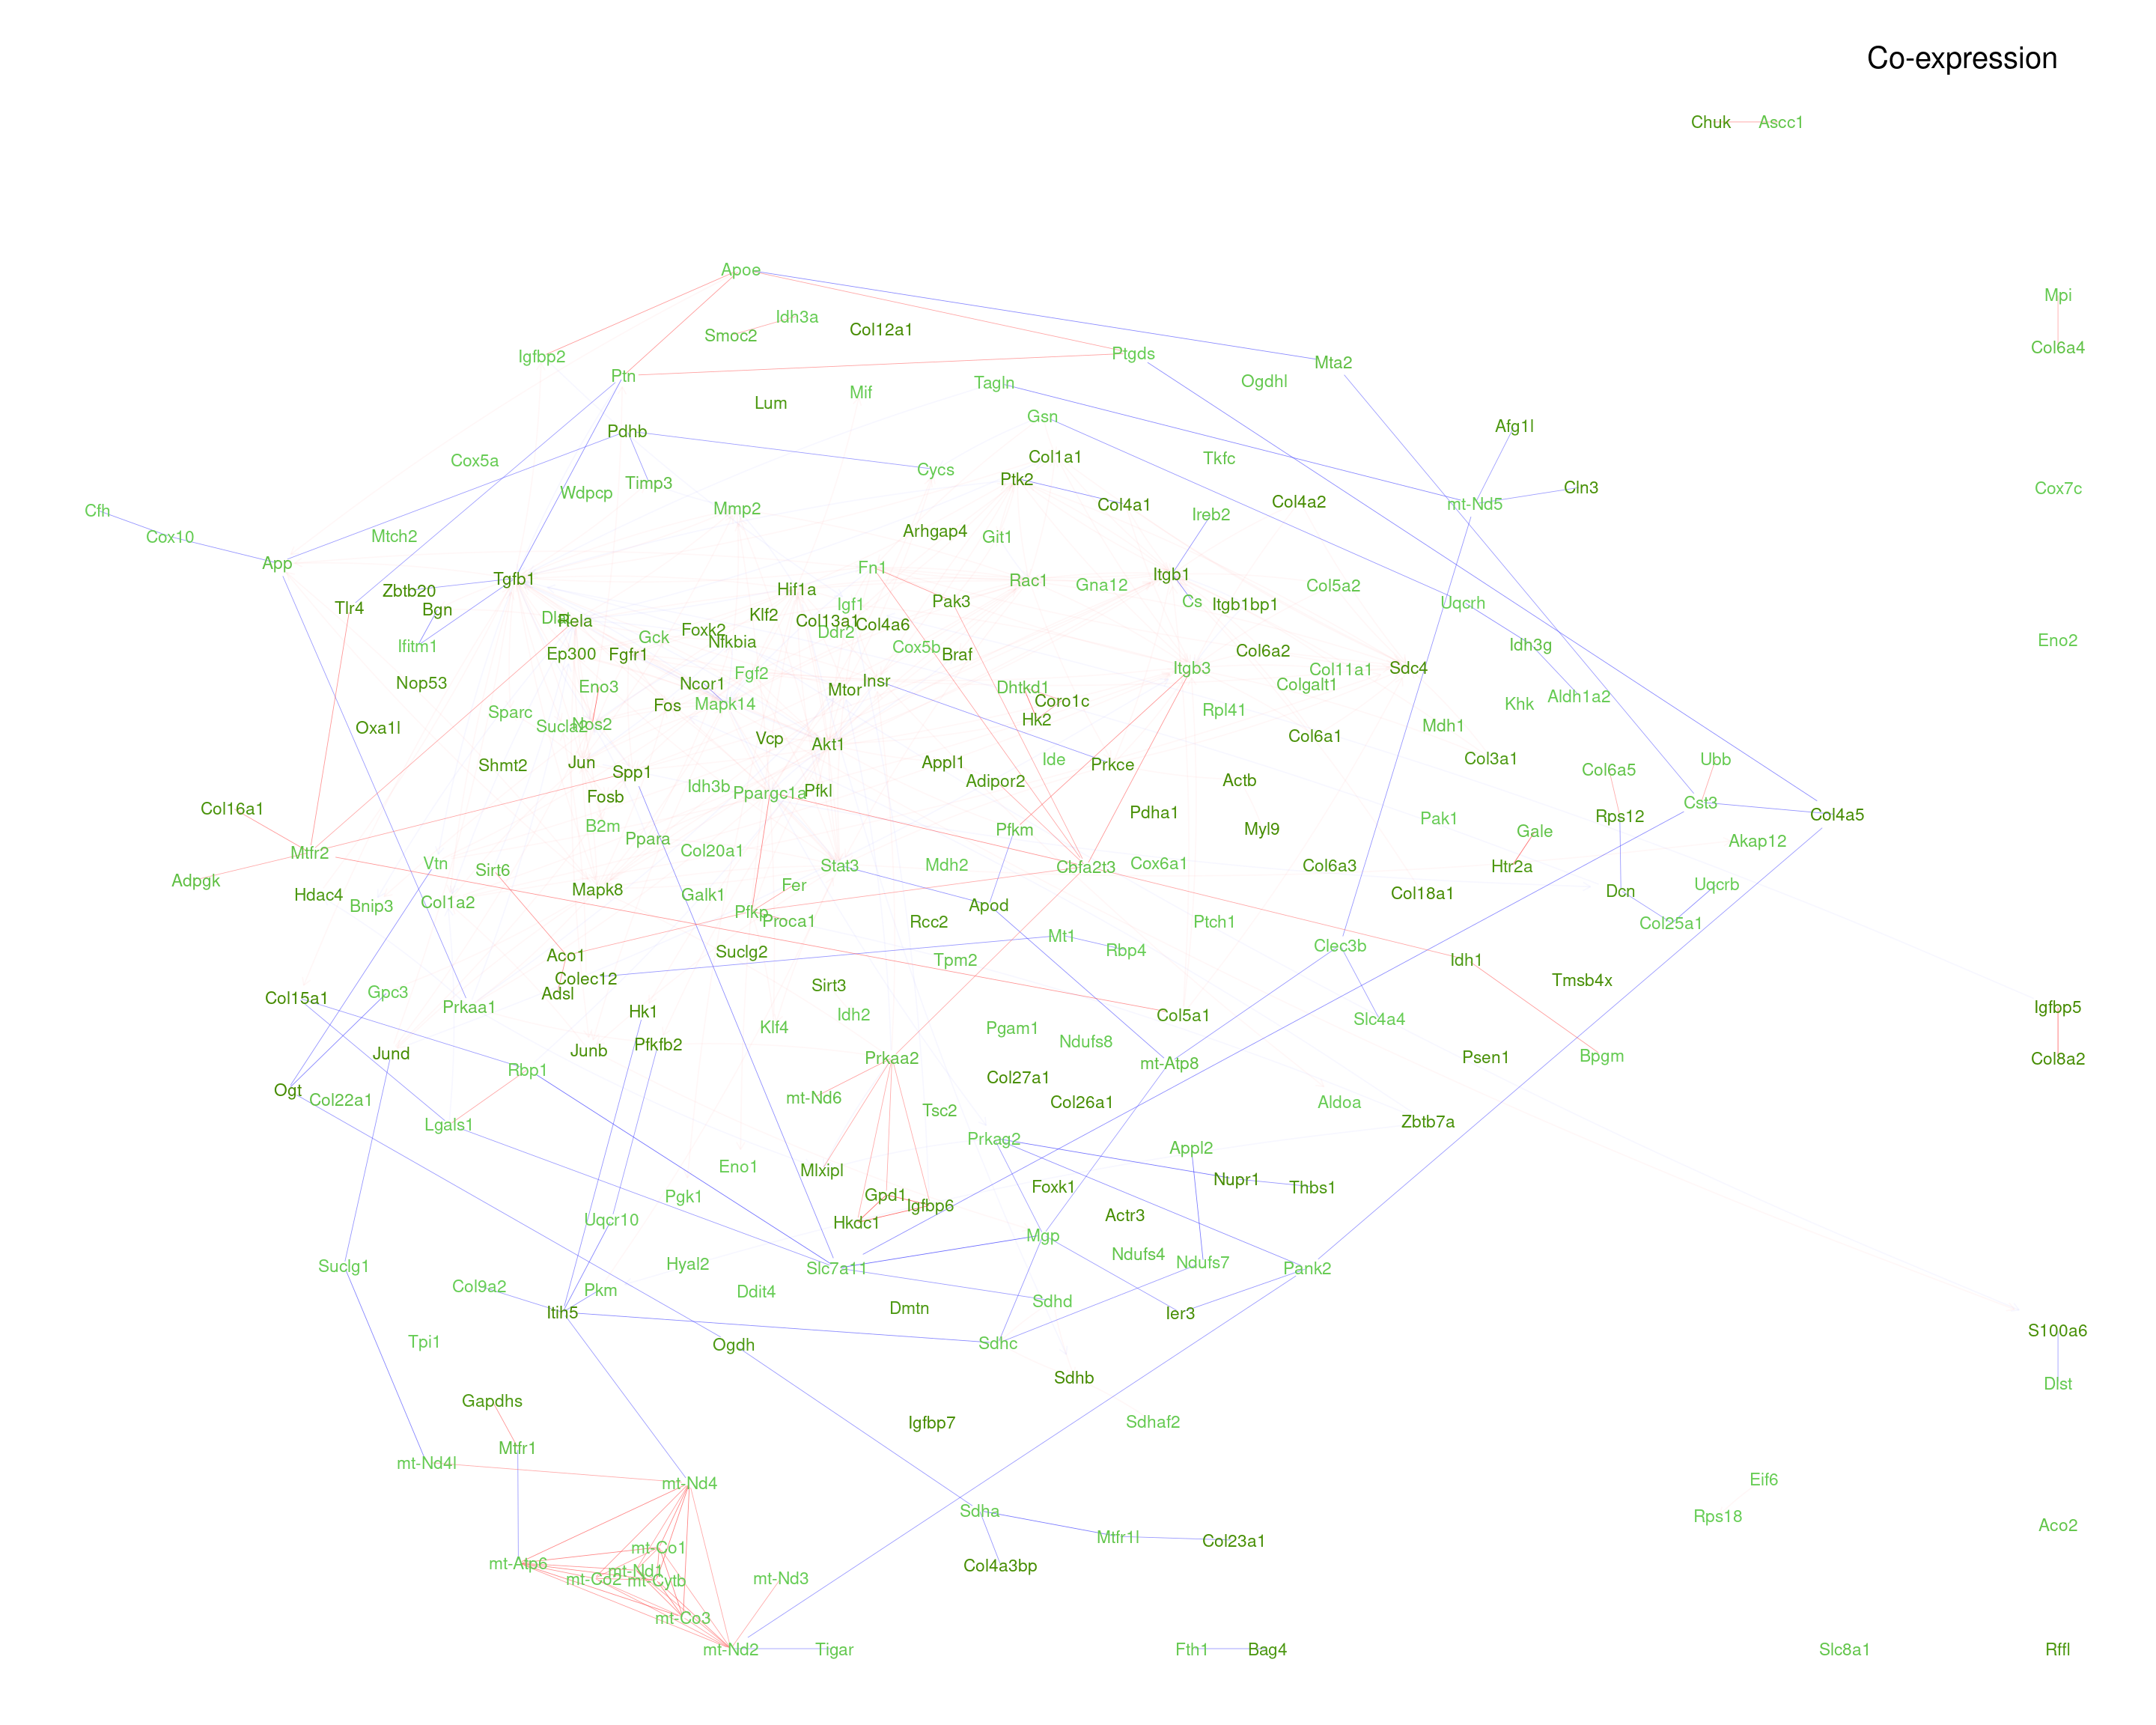 Co-expression
Chuk Ascc1
Apoe
Mpi
Idh3a
Smoc2 Col12a1
Col6a4
Igfbp2 Ptgds
Mta2
Ptn
Tagln Ogdhl
Mif
Lum
Gsn
Afg1l
Pdhb
Col1a1 Tkfc
Cox5a
Cycs
Ptk2
Timp3 Cln3 Cox7c
Wdpcp
Col4a1 Col4a2 mt-Nd5
Mmp2
Cfh Ireb2
Arhgap4
Cox10 Mtch2 Git1
App
Fn1
Tgfb1 Rac1 Itgb1
Gna12 Col5a2
Zbtb20 Hif1a
Tlr4 Bgn Igf1 Pak3 Cs Itgb1bp1 Uqcrh
Klf2
Dlat Rela Col13a1 Col4a6
Foxk2 Ddr2
Gck Nfkbia
Ifitm1 Cox5b Idh3g Eno2
Ep300 Fgfr1 Braf Col6a2
Fgf2 Itgb3 Col11a1 Sdc4
Nop53 Eno3 Ncor1 Mtor Insr Dhtkd1 Colgalt1
Fos Mapk14 Coro1c Khk Aldh1a2
Sparc Hk2 Rpl41
Oxa1l Sucla2 Nos2 Mdh1
Vcp Akt1 Col6a1
Shmt2 Jun Appl1 Ide Prkce Col3a1 Ubb
Spp1 Col6a5
Idh3b Ppargc1a Pfkl Adipor2 Actb
Col16a1 Fosb Cst3
Pdha1 Pak1 Rps12 Col4a5
B2m Ppara Pfkm Myl9 Gale
Mtfr2 Col20a1 Akap12
Vtn Sirt6 Stat3 Mdh2 Cbfa2t3 Cox6a1 Col6a3 Htr2a
Adpgk Mapk8 Fer Uqcrb
Hdac4 Bnip3 Col1a2 Galk1 Col18a1 Dcn
Pfkp Proca1 Rcc2 Apod Ptch1 Col25a1
Mt1 Rbp4 Clec3b
Aco1 Suclg2 Tpm2 Idh1
Colec12 Sirt3 Tmsb4x
Col15a1 Gpc3 Adsl
Prkaa1 Hk1 Idh2 Col5a1 Slc4a4 Igfbp5
Klf4 Pgam1 Ndufs8
Jund Junb Pfkfb2 Prkaa2 mt-Atp8 Psen1 Bpgm Col8a2
Rbp1 Col27a1
Ogt Col22a1 mt-Nd6 Tsc2 Col26a1 Aldoa
Lgals1 Prkag2 Zbtb7a
Appl2
Eno1 Mlxipl
Pgk1 Gpd1 Igfbp6 Foxk1 Nupr1 Thbs1
Uqcr10 Hkdc1 Actr3
Mgp
Suclg1 Hyal2 Slc7a11 Ndufs4 Ndufs7 Pank2
Col9a2 Pkm Ddit4
Itih5 Dmtn Sdhd Ier3
Tpi1 Ogdh Sdhc S100a6
Sdhb Dlst
Gapdhs Igfbp7 Sdhaf2
Mtfr1
mt-Nd4l
mt-Nd4 Eif6
Sdha Rps18 Aco2
Mtfr1l Col23a1
mt-Co1
mt-Atp6 mt-Nd1 Col4a3bp
mt-Co2 mt-Cytb mt-Nd3
mt-Co3
mt-Nd2 Tigar Fth1 Bag4 Slc8a1 Rffl